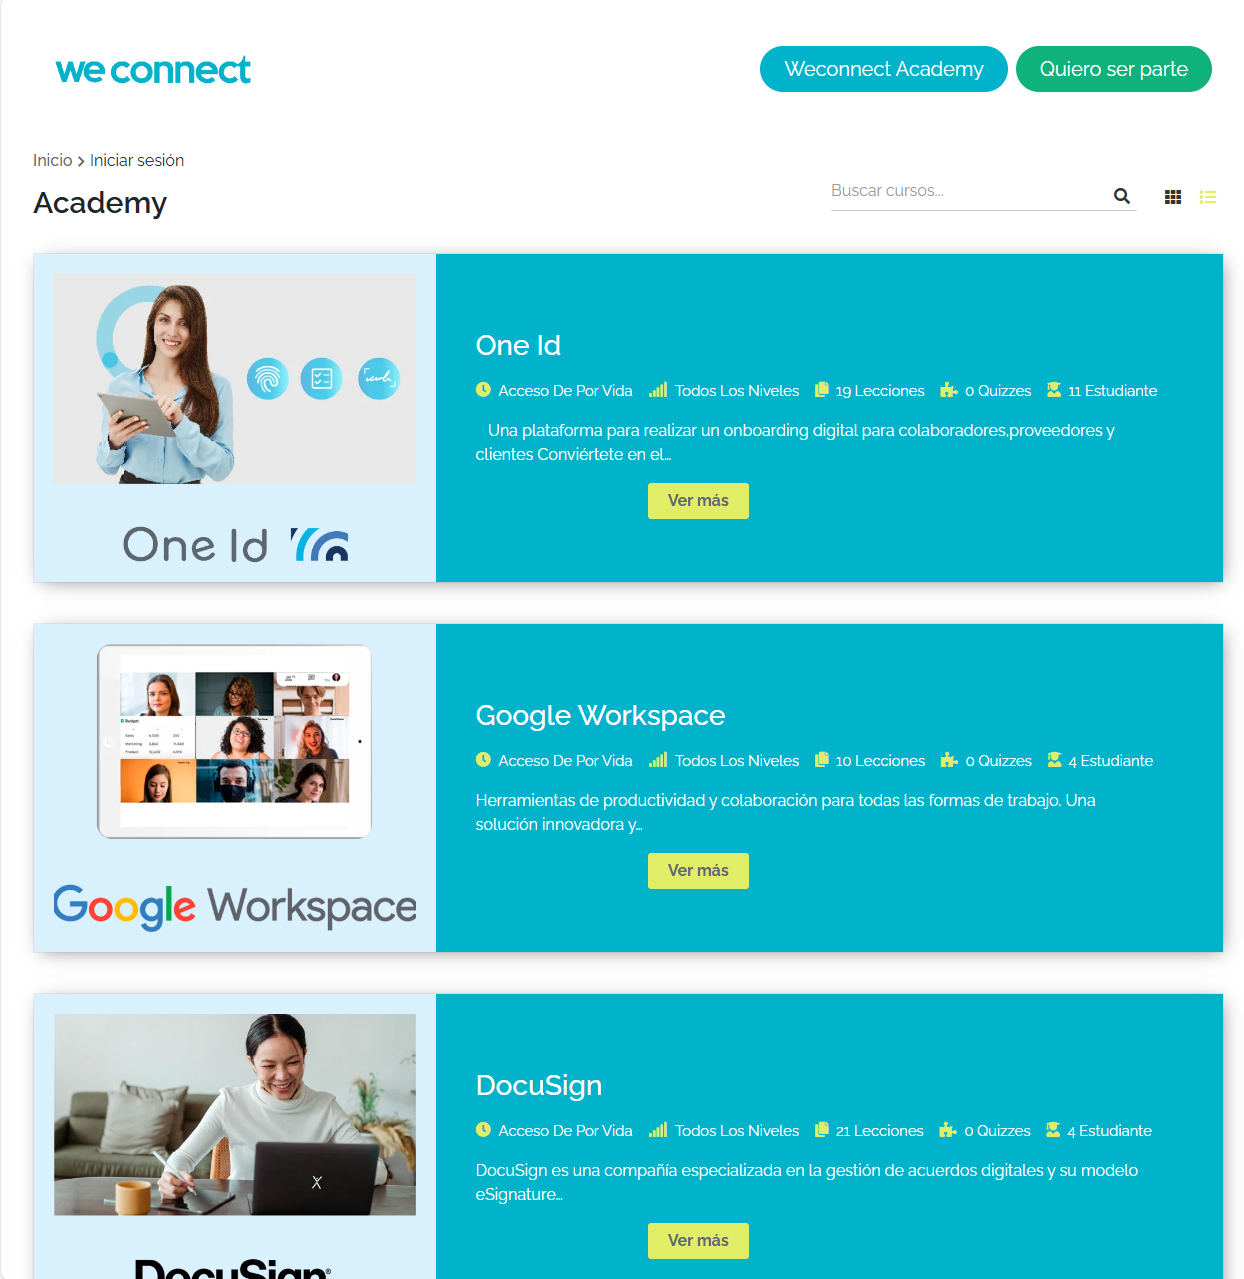 we connect
Weconnect Academy
Quiero ser parte
Inicio > Iniciar sesión
Academy
Buscar cursos...
One Id
One Id
Acceso De Por Vida Todos Los Niveles 19 Lecciones 0 Quizzes 11 Estudiante
Una plataforma para realizar un onboarding digital para colaboradores,proveedores y
clientes Conviértete en el...
Ver más
Google Workspace
Google Workspace
Acceso De Por Vida Todos Los Niveles 10 Lecciones 0 Quizzes 4 Estudiante
Herramientas de productividad y colaboración para todas las formas de trabajo. Una
solución innovadora y...
Ver más
DocuSign
DocuSign
Acceso De Por Vida Todos Los Niveles 21 Lecciones 0 Quizzes 4 Estudiante
DocuSign es una compañía especializada en la gestión de acuerdos digitales y su modelo
eSignature...
Ver más